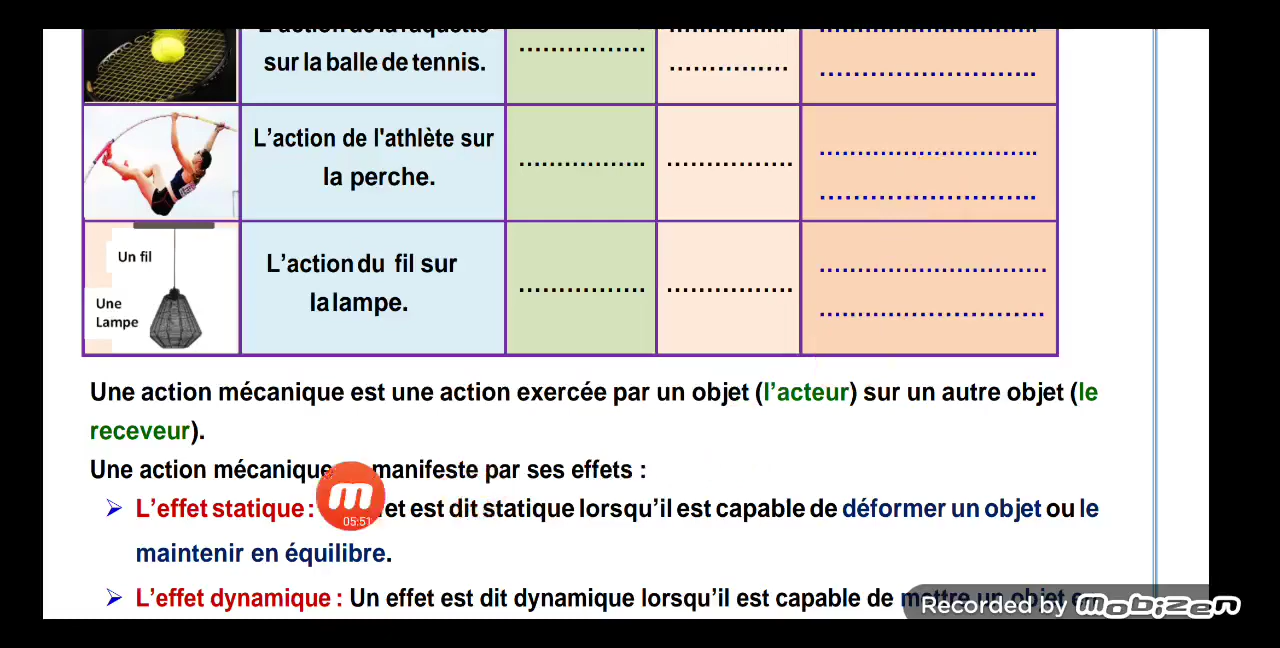 sur la balle de tennis.
L'action de l'athlète sur
la perche.
Un fil
Une
Lampe
L'action du fil sur
la lampe.
Une action mécanique est une action exercée par un objet (l'acteur) sur un autre objet (le
receveur).
Une action mécanique manifeste par ses effets :
L'effet statique : est dit statique lorsqu'il est capable de déformer un objet ou le
05:51
maintenir en équilibre.
L'effet dynamique : Un effet est dit dynamique lorsqu'il est capable de
Recorded by mobizen